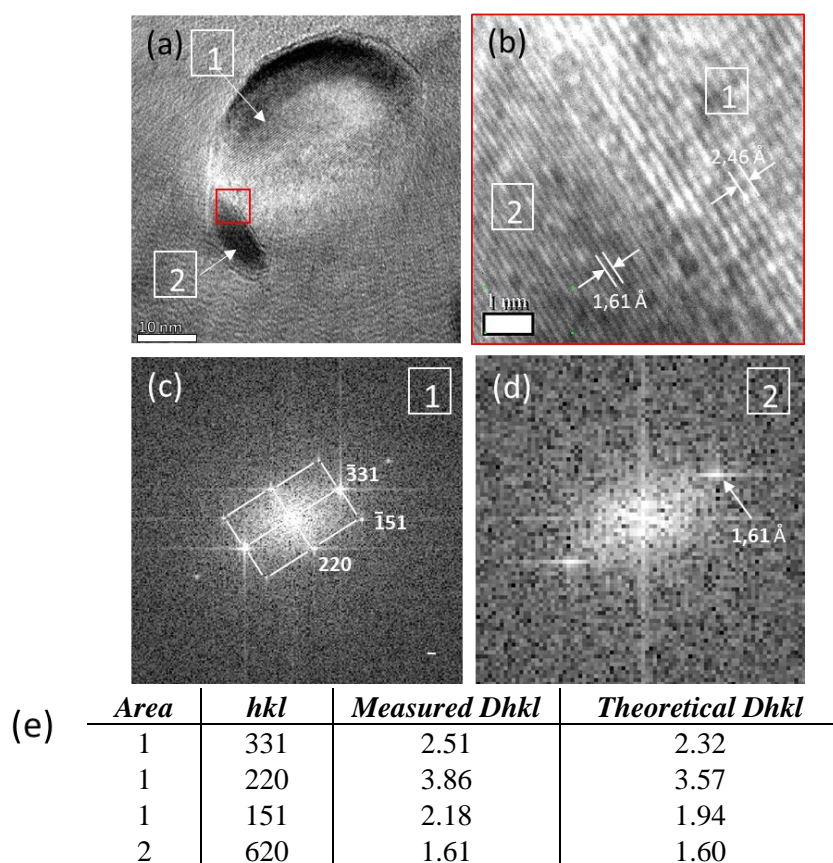 (a)
1
2
10 nm
(b)
1
2,46 Å
2
1,61 Å
1 nm
(c)
1
3̅31
1̅51
220
(d)
2
1,61 Å
(e)
Area hkl Measured Dhkl Theoretical Dhkl
1 331 2.51 2.32
1 220 3.86 3.57
1 151 2.18 1.94
2 620 1.61 1.60